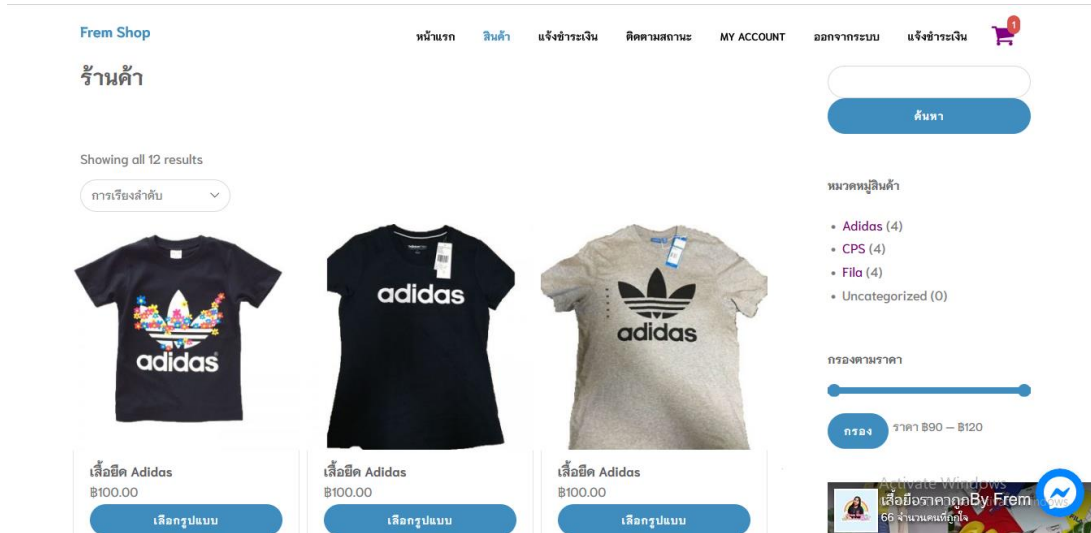 Frem Shop
หน้าแรก สินค้า แจ้งชำระเงิน ติดตามสถานะ MY ACCOUNT ออกจากระบบ แจ้งชำระเงิน 1
ร้านค้า
ค้นหา
Showing all 12 results
การเรียงลำดับ
หมวดหมู่สินค้า
Adidas (4)
CPS (4)
Fila (4)
Uncategorized (0)
กรองตามราคา
กรอง ราคา ฿90 — ฿120
adidas
adidas
adidas
เสื้อยืด Adidas
฿100.00
เลือกรูปแบบ
เสื้อยืด Adidas
฿100.00
เลือกรูปแบบ
เสื้อยืด Adidas
฿100.00
เลือกรูปแบบ
Activate Windows
เสื้อมือราคาถูกBy Frem
66 จำนวนคนที่ถูกใจ